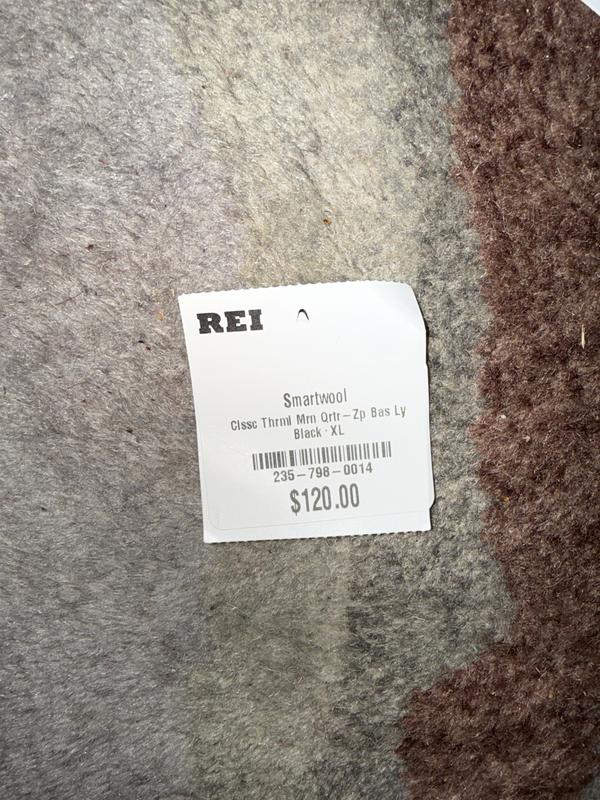 REI
Smartwool
Clssc Thrml Mrn Qrtr-Zp Bas Ly
Black · XL
235-798-0014
$120.00